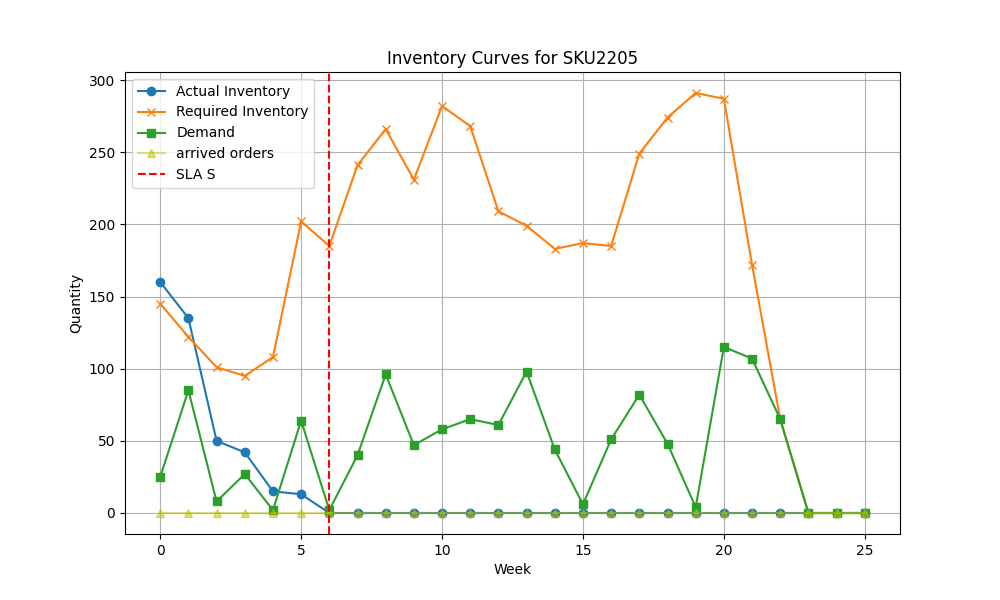 Inventory Curves for SKU2205
Actual Inventory
Required Inventory
Demand
arrived orders
SLA S
300
250
200
150
100
50
0
Quantity
0 5 10 15 20 25
Week